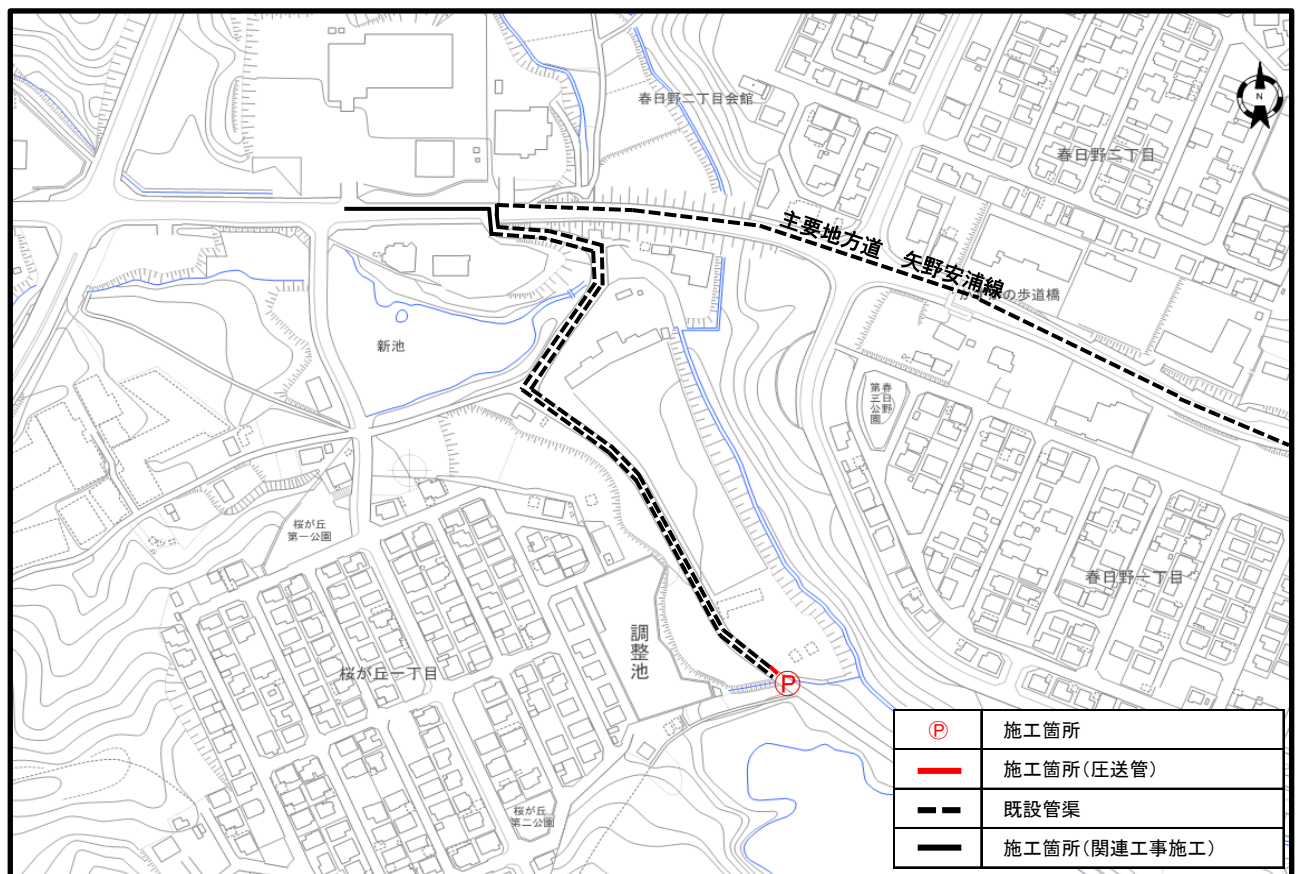 春日野二丁目会館
N
春日野二丁目
主要地方道 矢野安浦線
の歩道橋
新池
第三公園
春日野
桜が丘
第一公園
春日野一丁目
調整池
桜が丘一丁目
P
桜が丘
第二公園
Ⓟ 施工箇所
施工箇所(圧送管)
既設管渠
施工箇所(関連工事施工)